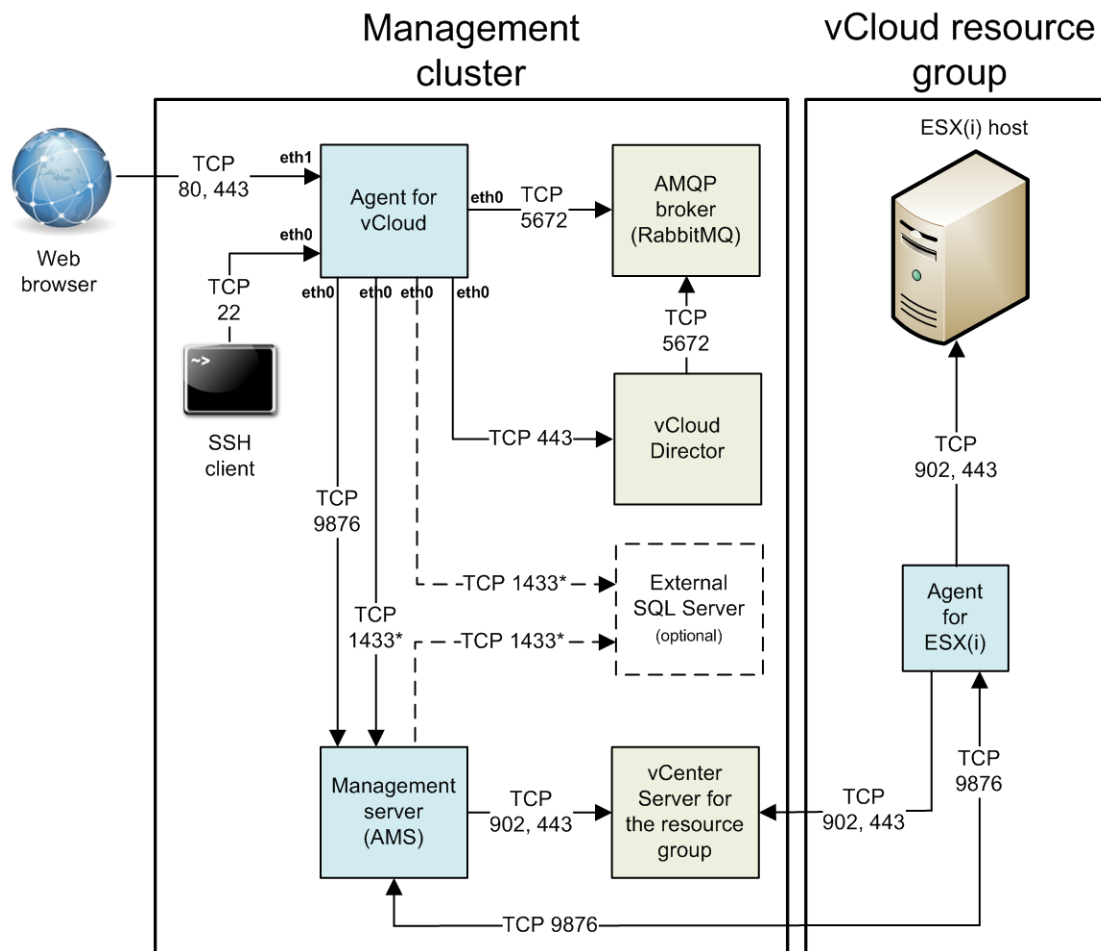 Management
cluster
vCloud resource
group
ESX(i) host
Web
browser
TCP
80, 443
eth1
Agent for
vCloud
eth0
TCP
5672
AMQP
broker
(RabbitMQ)
eth0
TCP
22
~>
SSH
client
eth0
eth0
eth0
eth0
TCP
5672
TCP 443
vCloud
Director
TCP
902, 443
TCP
9876
TCP
1433*
TCP 1433*
TCP 1433*
External
SQL Server
(optional)
Agent
for
ESX(i)
Management
server
(AMS)
TCP
902, 443
vCenter
Server for
the resource
group
TCP
902, 443
TCP
9876
TCP 9876